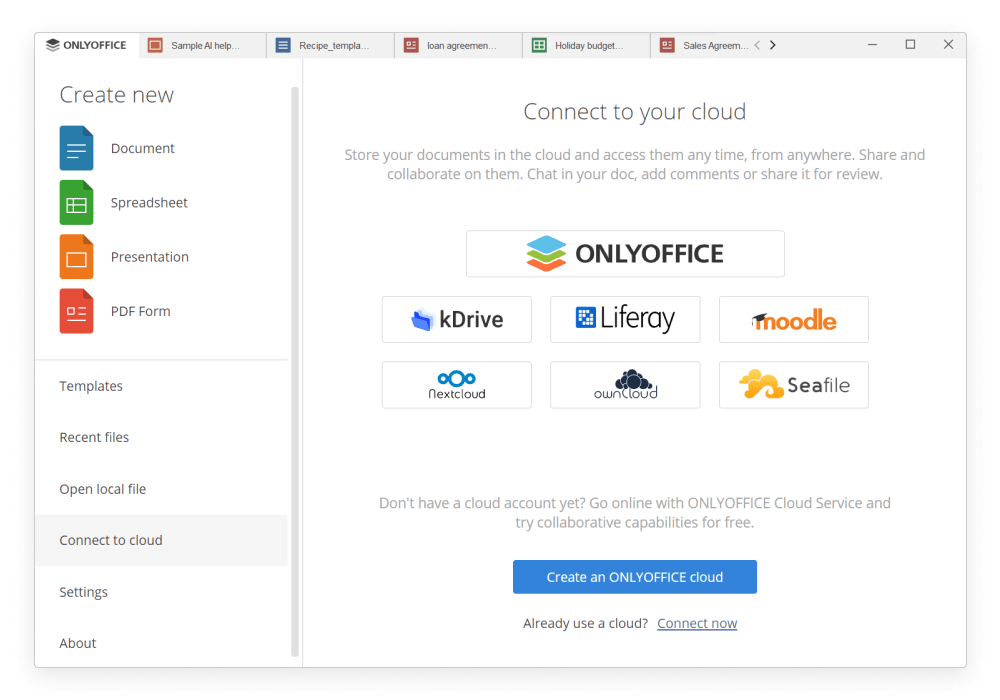 ONLYOFFICE
Sample AI help...
Recipe_templa...
loan agreemen...
Holiday budget...
Sales Agreem...
Create new
Document
Spreadsheet
Presentation
PDF Form
Templates
Recent files
Open local file
Connect to cloud
Settings
About
Connect to your cloud
Store your documents in the cloud and access them any time, from anywhere. Share and
collaborate on them. Chat in your doc, add comments or share it for review.
ONLYOFFICE
kDrive
Liferay
moodle
Nextcloud
ownCloud
Seafile
Don't have a cloud account yet? Go online with ONLYOFFICE Cloud Service and
try collaborative capabilities for free.
Create an ONLYOFFICE cloud
Already use a cloud? Connect now